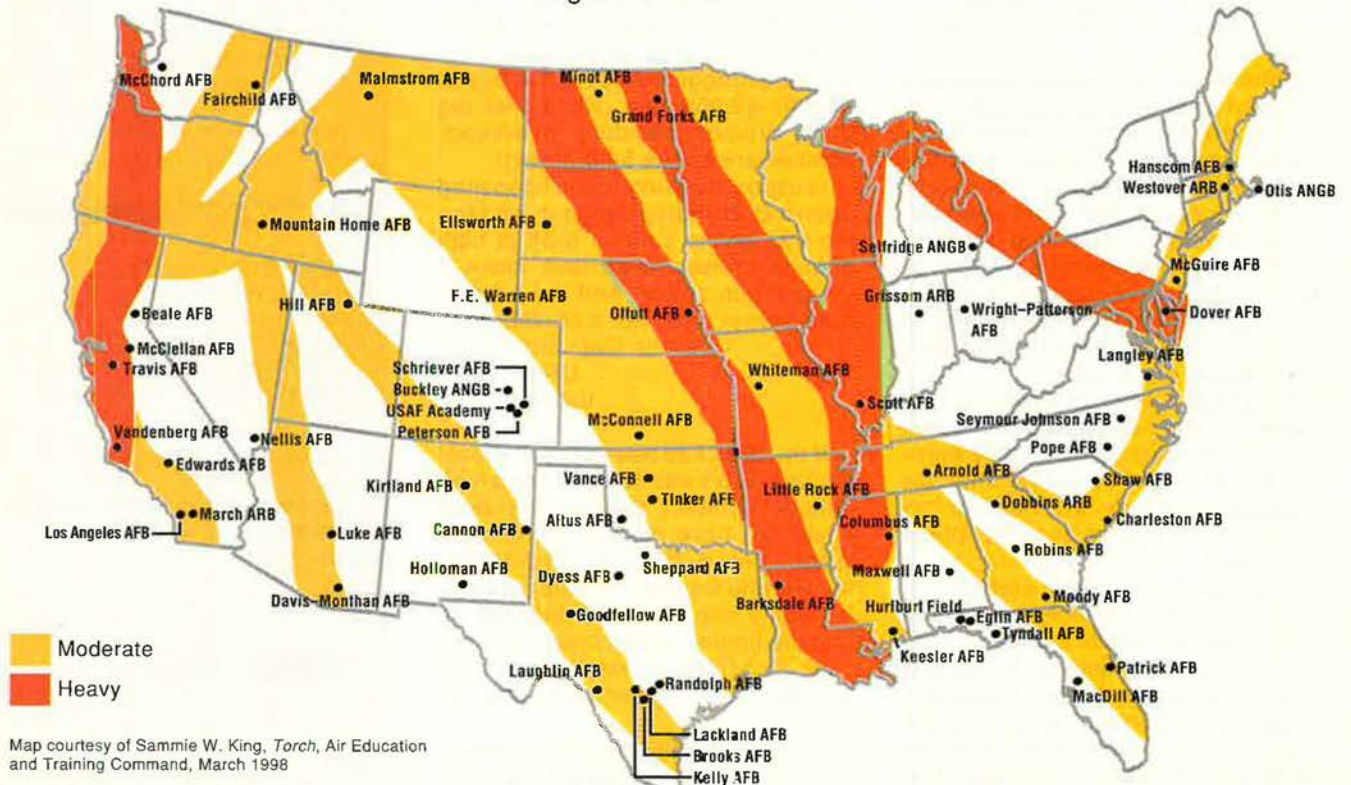 McChord AFB
Fairchild AFB
Malmstrom AFB
Minot AFB
Grand Forks AFB
Hanscom AFB
Westover ARB
Otis ANGB
Mountain Home AFB
Ellsworth AFB
Selfridge ANGB
McGuire AFB
Hill AFB
F.E. Warren AFB
Offutt AFB
Grissom ARB
Wright–Patterson
AFB
Dover AFB
Beale AFB
McClellan AFB
Travis AFB
Schriever AFB
Buckley ANGB
USAF Academy
Peterson AFB
Whiteman AFB
Scott AFB
Langley AFB
Seymour Johnson AFB
Pope AFB
Vandenberg AFB
Nellis AFB
Edwards AFB
McConnell AFB
Kirtland AFB
Vance AFB
Tinker AFB
Little Rock AFB
Arnold AFB
Shaw AFB
Dobbins ARB
Los Angeles AFB
March ARB
Luke AFB
Cannon AFB
Altus AFB
Columbus AFB
Charleston AFB
Robins AFB
Holloman AFB
Dyess AFB
Sheppard AFB
Maxwell AFB
Davis–Monthan AFB
Goodfellow AFB
Barksdale AFB
Hurlburt Field
Eglin AFB
Moody AFB
Tyndall AFB
Keesler AFB
Patrick AFB
MacDill AFB
Moderate
Heavy
Laughlin AFB
Randolph AFB
Lackland AFB
Brooks AFB
Kelly AFB
Map courtesy of Sammie W. King, Torch, Air Education
and Training Command, March 1998